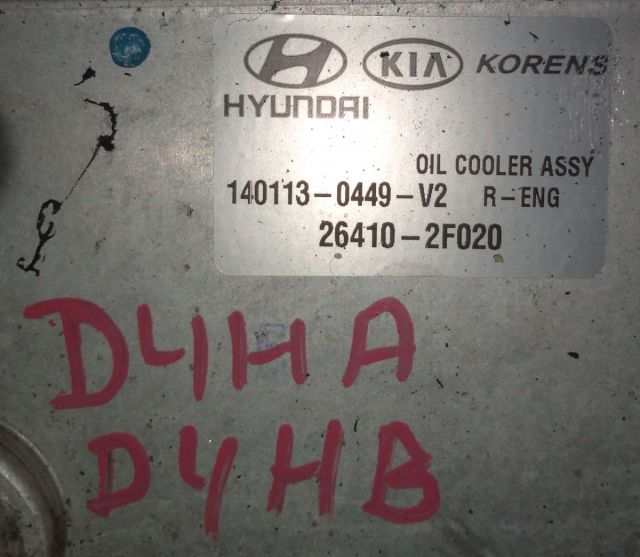 HYUNDAI KIA KORENS
OIL COOLER ASSY
140113-0449-V2 R-ENG
26410-2F020
D4HA
D4HB